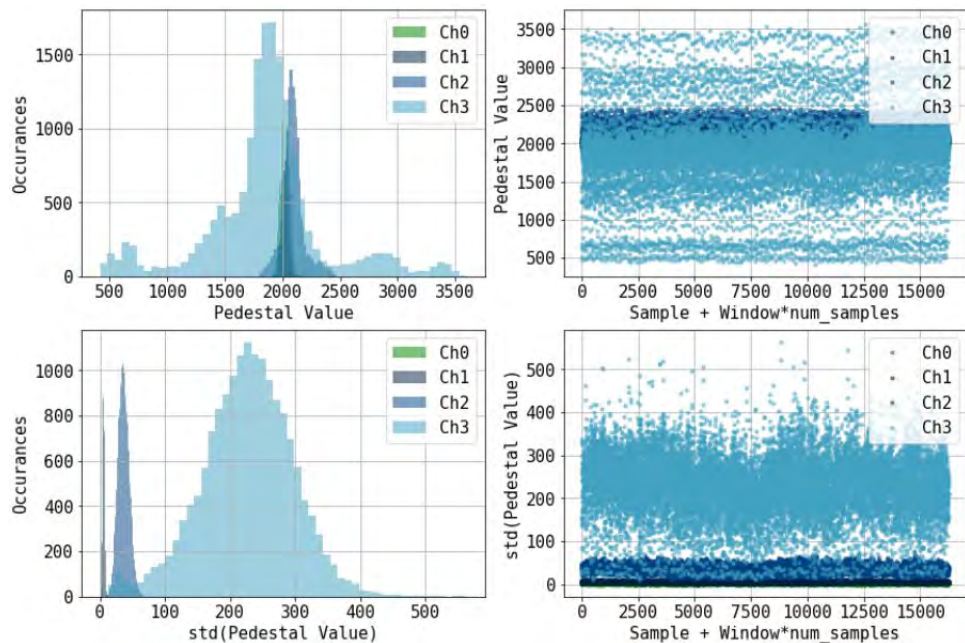 Occurances
1500
1000
500
0
500 1000 1500 2000 2500 3000 3500
Pedestal Value
Ch0
Ch1
Ch2
Ch3
Pedestal Value
3500
3000
2500
2000
1500
1000
500
0 2500 5000 7500 10000 12500 15000
Sample + Window*num_samples
Ch0
Ch1
Ch2
Ch3
Occurances
1000
800
600
400
200
0
0 100 200 300 400 500
std(Pedestal Value)
Ch0
Ch1
Ch2
Ch3
std(Pedestal Value)
500
400
300
200
100
0
0 2500 5000 7500 10000 12500 15000
Sample + Window*num_samples
Ch0
Ch1
Ch2
Ch3